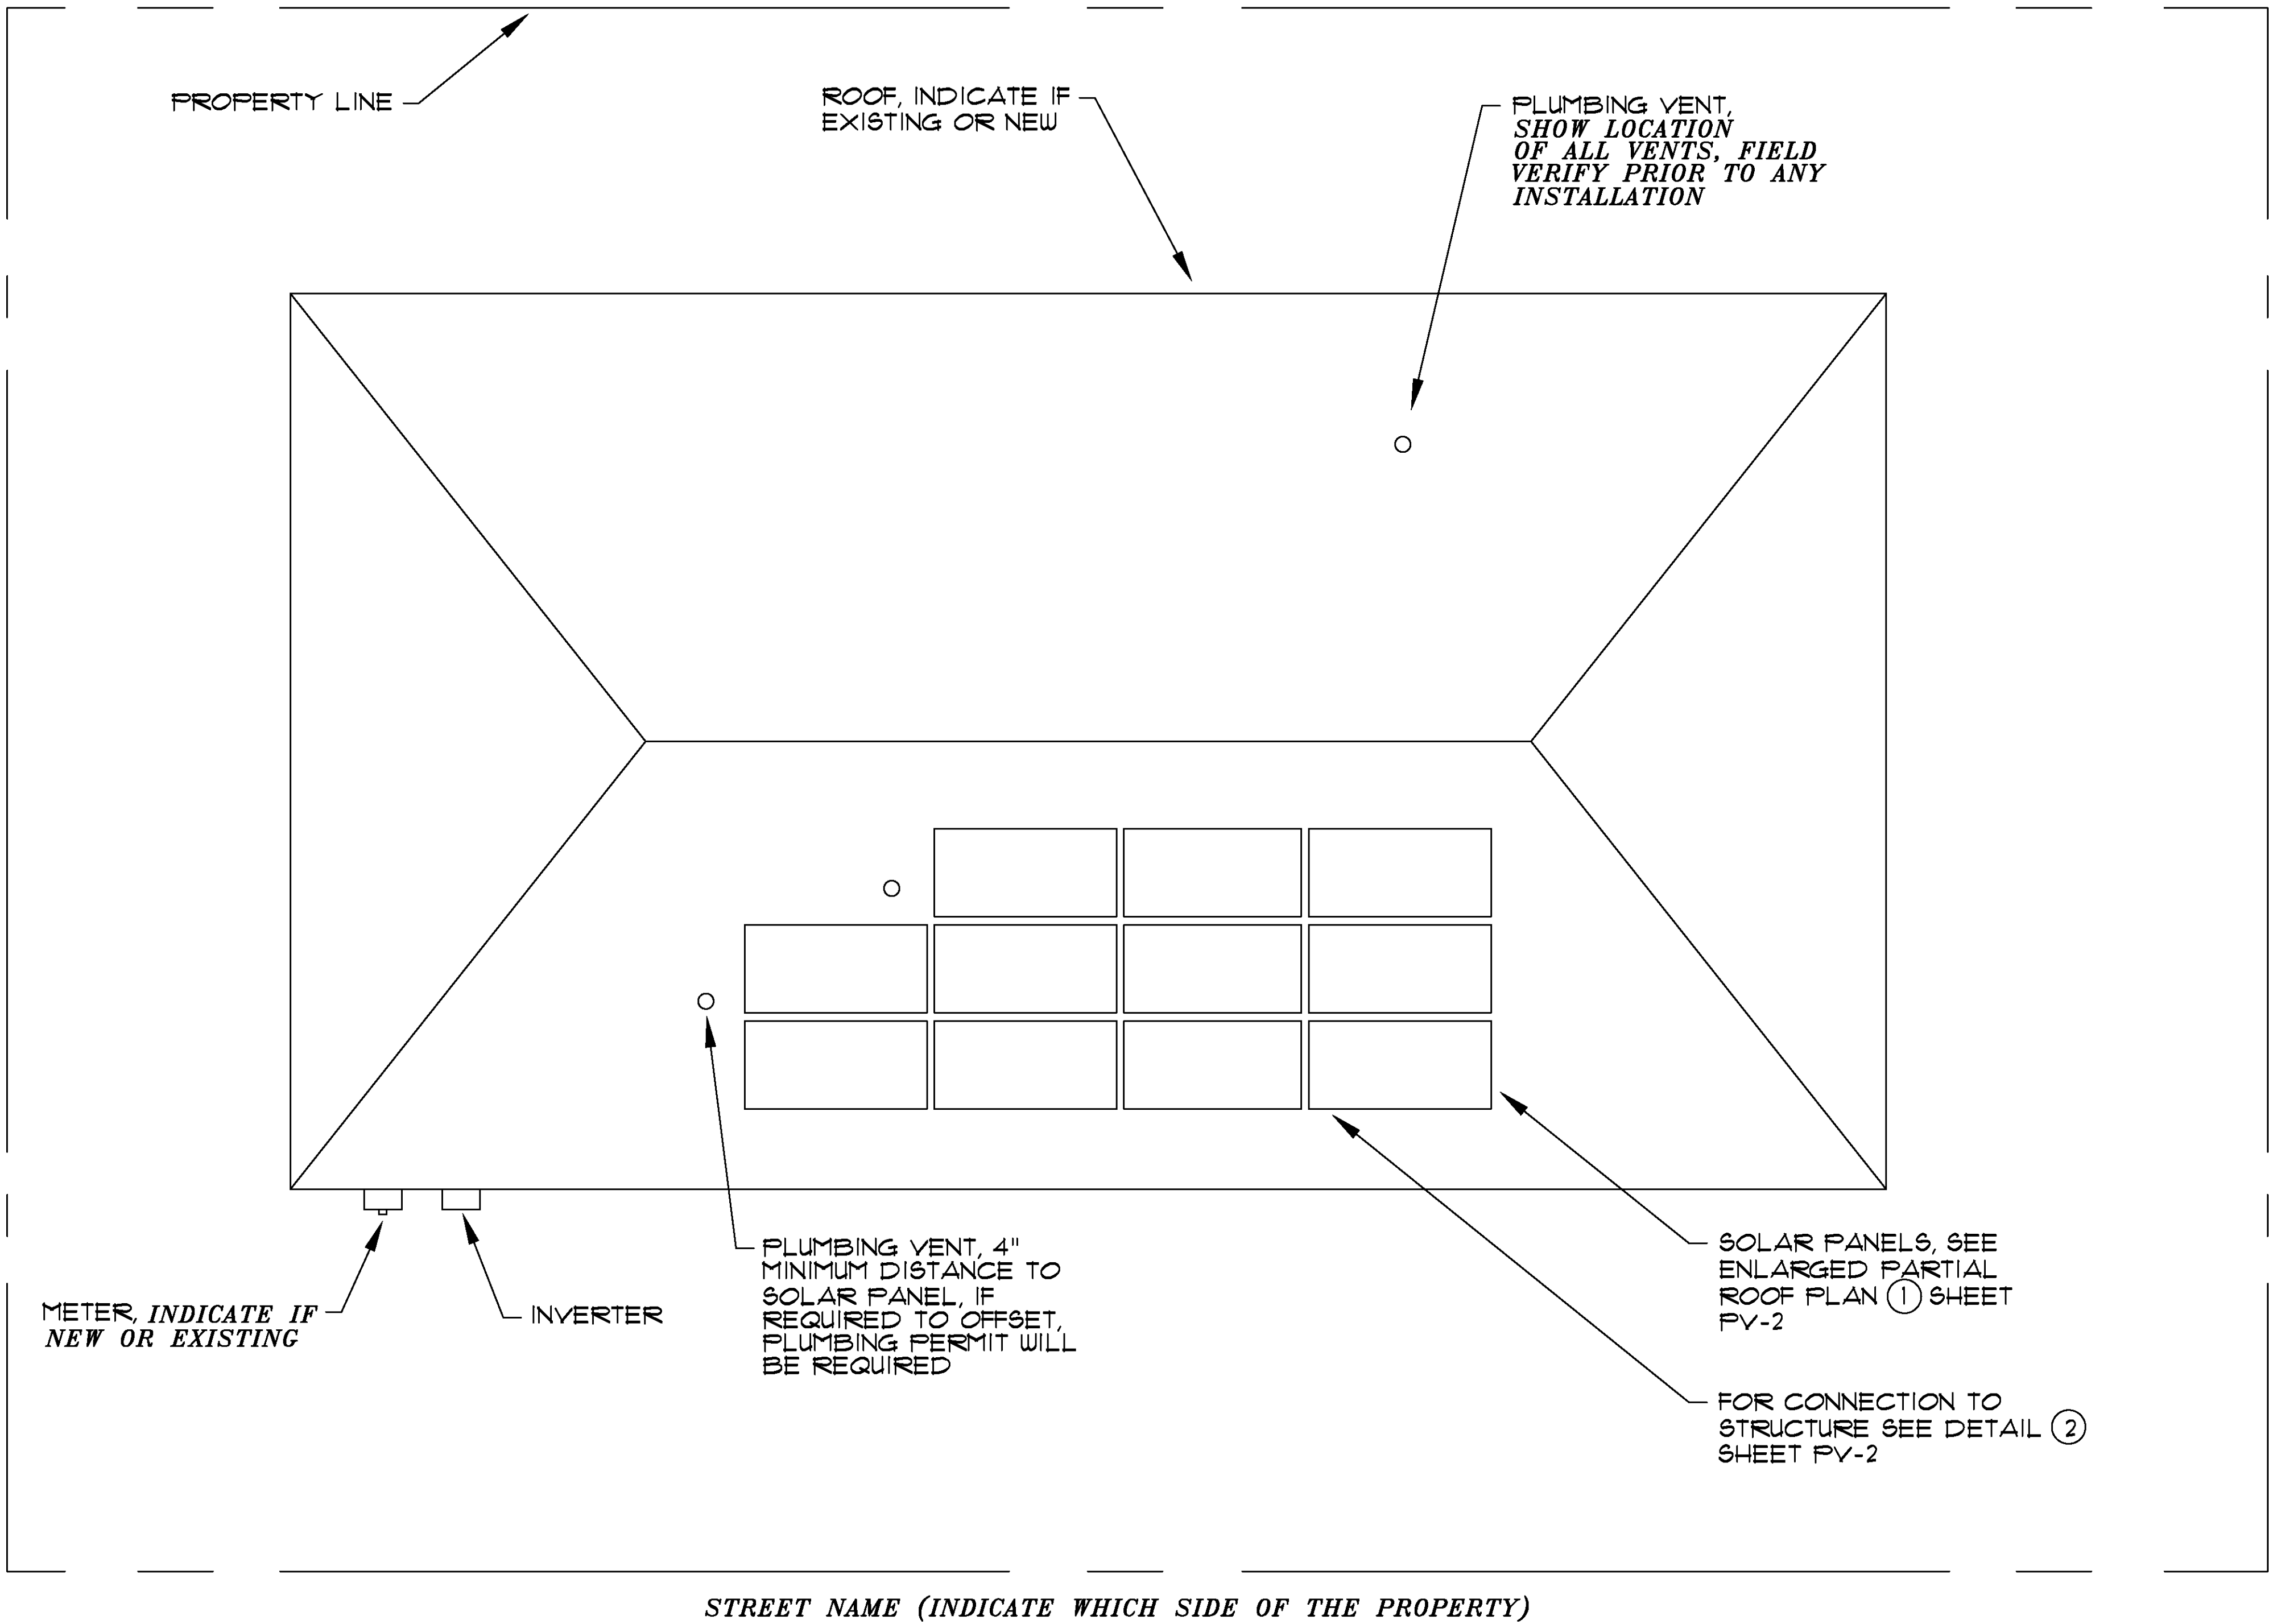 PROPERTY LINE
ROOF, INDICATE IF
EXISTING OR NEW
PLUMBING VENT,
SHOW LOCATION
OF ALL VENTS, FIELD
VERIFY PRIOR TO ANY
INSTALLATION
METER, INDICATE IF
NEW OR EXISTING
INVERTER
PLUMBING VENT, 4"
MINIMUM DISTANCE TO
SOLAR PANEL, IF
REQUIRED TO OFFSET,
PLUMBING PERMIT WILL
BE REQUIRED
SOLAR PANELS, SEE
ENLARGED PARTIAL
ROOF PLAN 1 SHEET
PV-2
FOR CONNECTION TO
STRUCTURE SEE DETAIL 2
SHEET PV-2
STREET NAME (INDICATE WHICH SIDE OF THE PROPERTY)